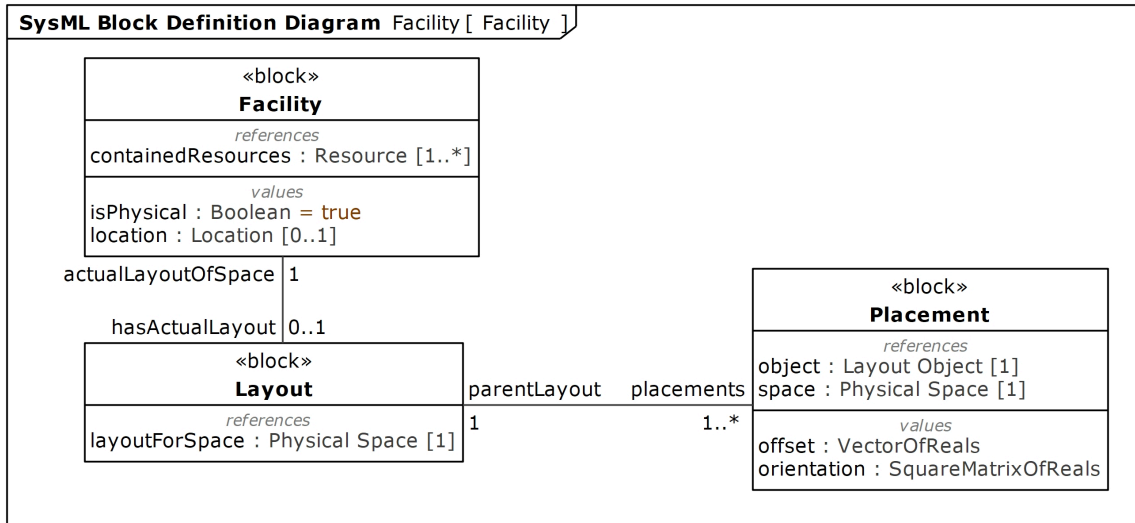 SysML Block Definition Diagram Facility [ Facility ]
«block»
Facility
references
containedResources : Resource [1..*]
values
isPhysical : Boolean = true
location : Location [0..1]
actualLayoutOfSpace 1
hasActualLayout 0..1
«block»
Layout
references
layoutForSpace : Physical Space [1]
parentLayout placements
1 1..*
«block»
Placement
references
object : Layout Object [1]
space : Physical Space [1]
values
offset : VectorOfReals
orientation : SquareMatrixOfReals